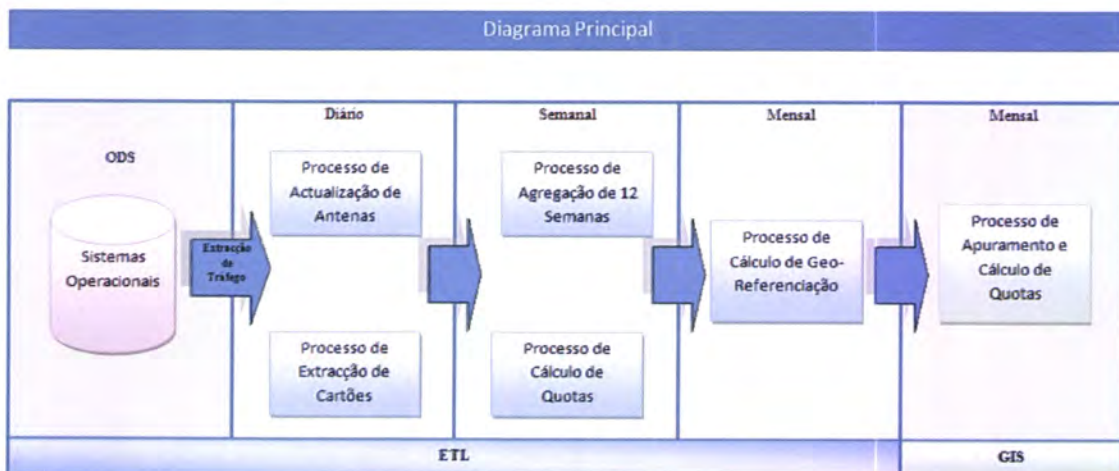 Diagrama Principal
ODS
Sistemas
Operacionais
Extracção
de
Tráfego
Diário
Processo de
Actualização de
Antenas
Processo de
Extracção de
Cartões
Semanal
Processo de
Agregação de 12
Semanas
Processo de
Cálculo de
Quotas
Mensal
Processo de
Cálculo de Geo-
Referenciação
Mensal
Processo de
Apuramento e
Cálculo de
Quotas
ETL
GIS